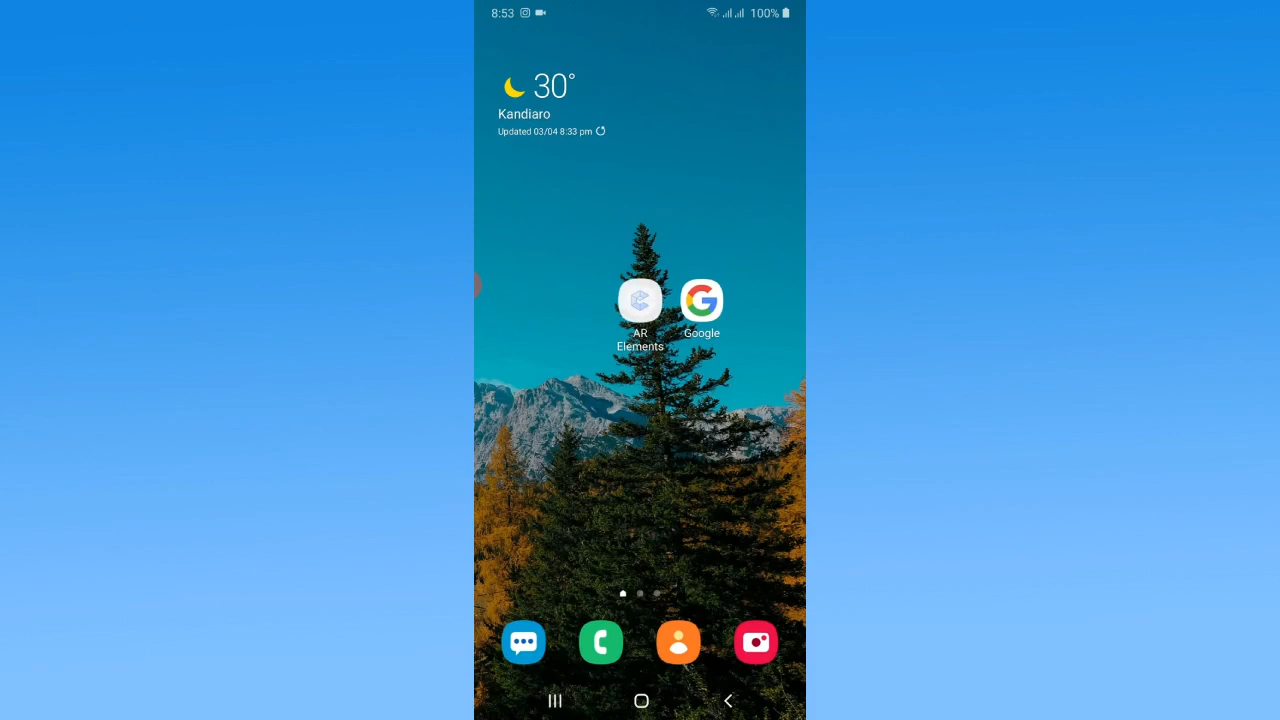 8:53
100%
30°
Kandiaro
Updated 03/04 8:33 pm
AR
Elements
Google